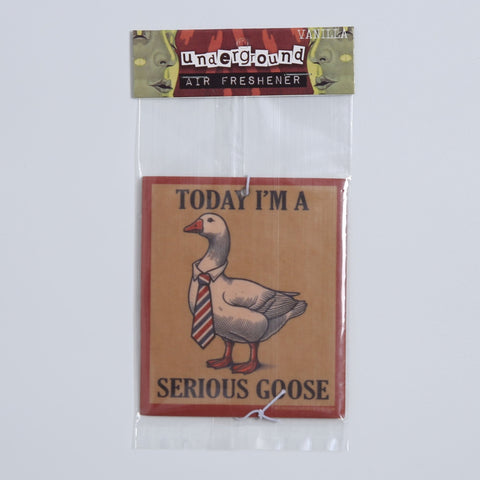 VANILLA
underground
AIR FRESHENER
TODAY I'M A
SERIOUS GOOSE